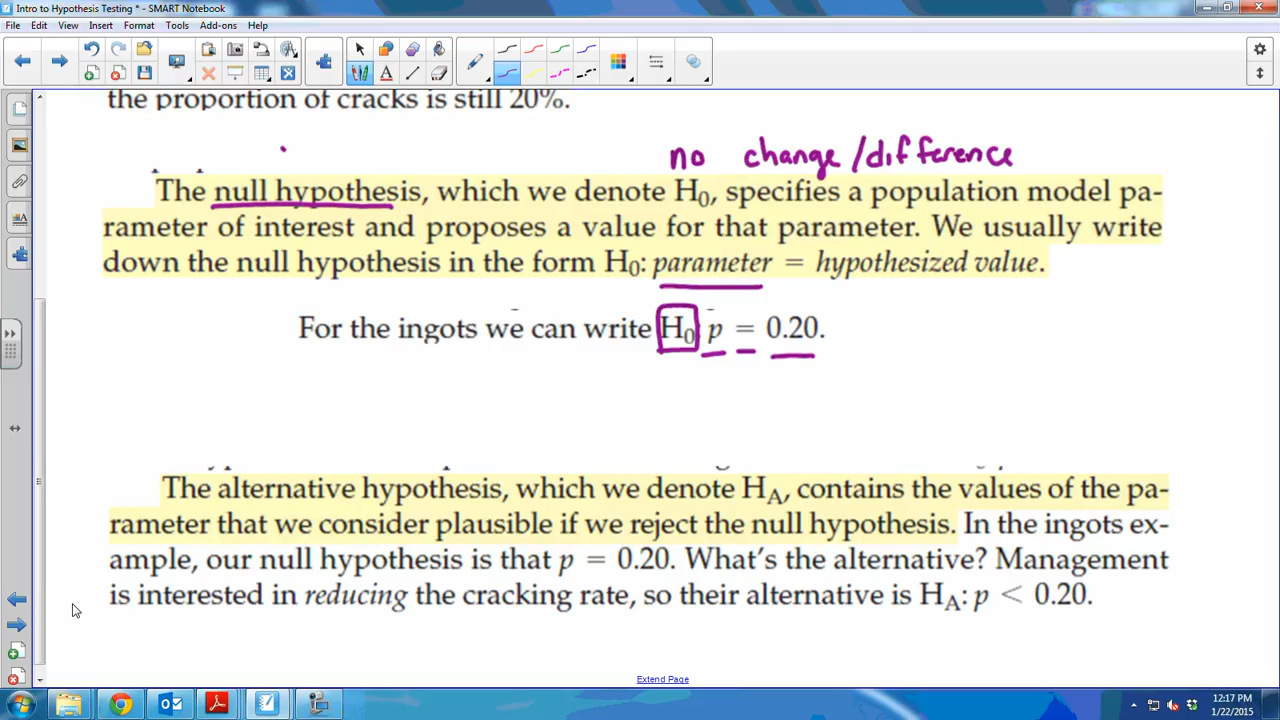 Intro to Hypothesis Testing * - SMART Notebook
File Edit View Insert Format Tools Add-ons Help
the proportion of cracks is still 20%.
no change/difference
The null hypothesis, which we denote H₀, specifies a population model pa-
rameter of interest and proposes a value for that parameter. We usually write
down the null hypothesis in the form H₀: parameter = hypothesized value.
For the ingots we can write H₀ p = 0.20.
The alternative hypothesis, which we denote Hᴀ, contains the values of the pa-
rameter that we consider plausible if we reject the null hypothesis. In the ingots ex-
ample, our null hypothesis is that p = 0.20. What's the alternative? Management
is interested in reducing the cracking rate, so their alternative is Hᴀ: p < 0.20.
Extend Page
12:17 PM
1/22/2015